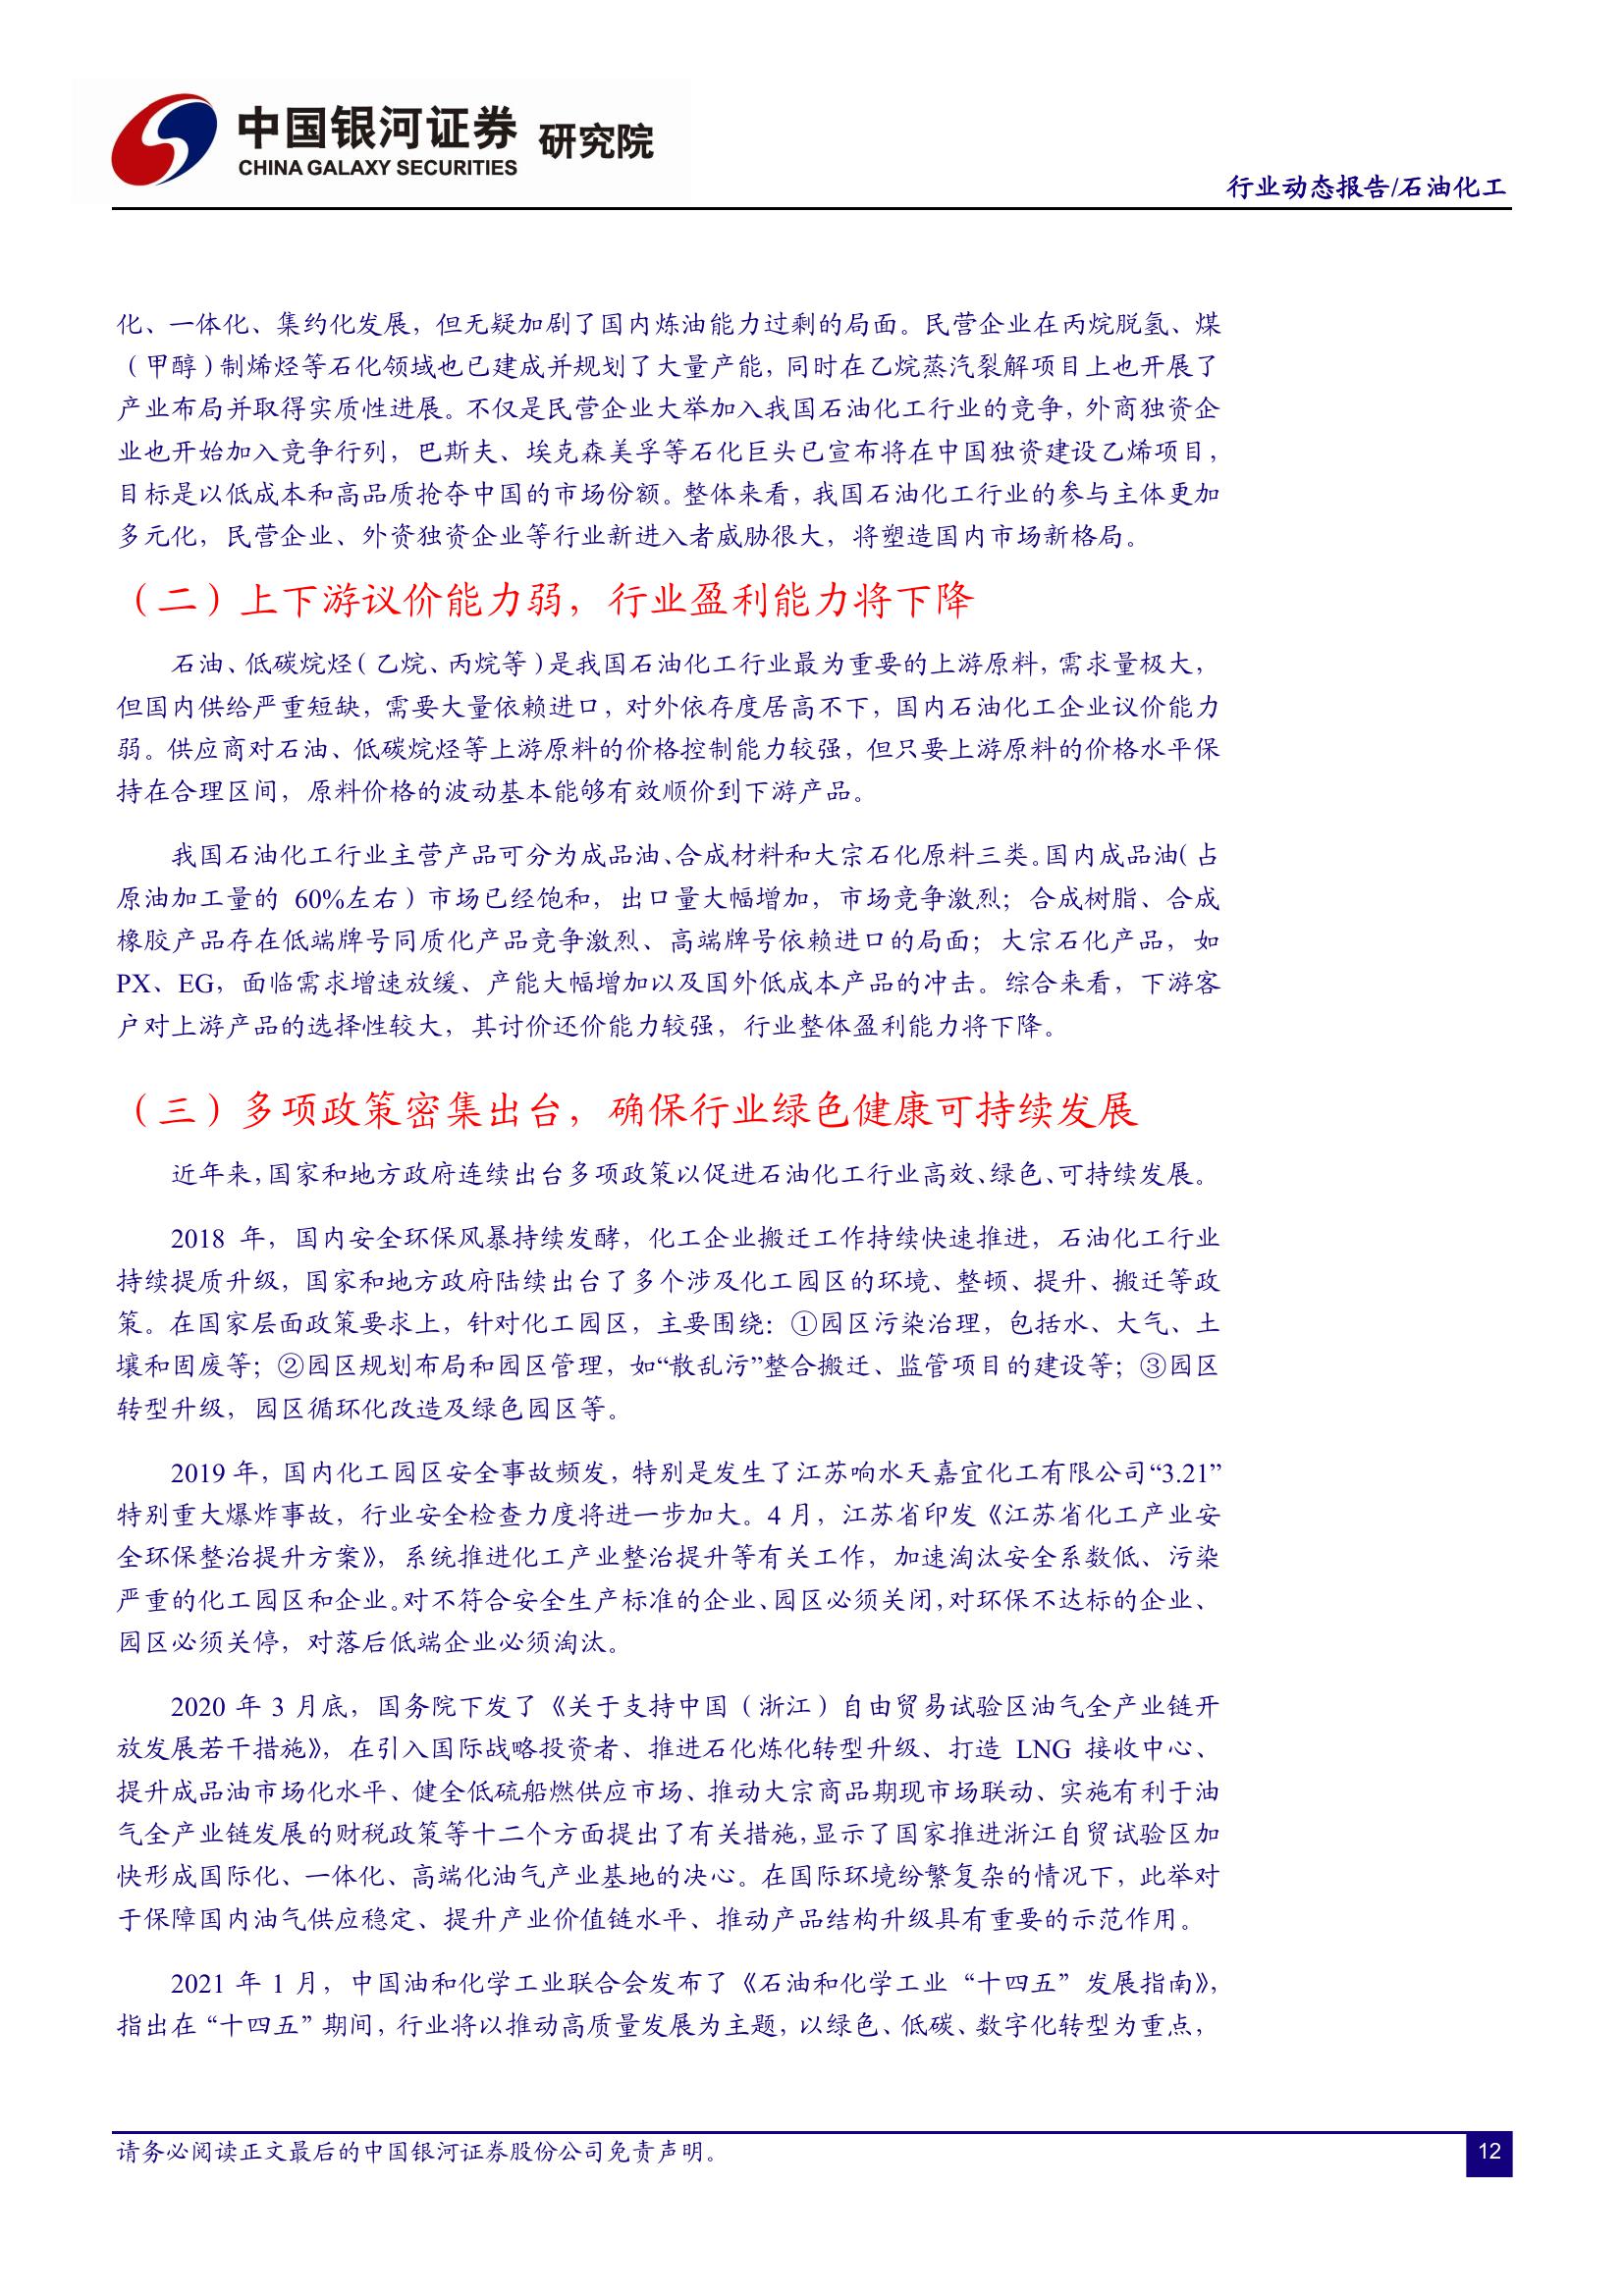 中国银河证券 研究院
CHINA GALAXY SECURITIES
行业动态报告/石油化工
化、一体化、集约化发展，但无疑加剧了国内炼油能力过剩的局面。民营企业在丙烷脱氢、煤
（甲醇）制烯烃等石化领域也已建成并规划了大量产能，同时在乙烷蒸汽裂解项目上也开展了
产业布局并取得实质性进展。不仅是民营企业大举加入我国石油化工行业的竞争，外商独资企
业也开始加入竞争行列，巴斯夫、埃克森美孚等石化巨头已宣布将在中国独资建设乙烯项目，
目标是以低成本和高品质抢夺中国的市场份额。整体来看，我国石油化工行业的参与主体更加
多元化，民营企业、外资独资企业等行业新进入者威胁很大，将塑造国内市场新格局。
（二）上下游议价能力弱，行业盈利能力将下降
石油、低碳烷烃（乙烷、丙烷等）是我国石油化工行业最为重要的上游原料，需求量极大，
但国内供给严重短缺，需要大量依赖进口，对外依存度居高不下，国内石油化工企业议价能力
弱。供应商对石油、低碳烷烃等上游原料的价格控制能力较强，但只要上游原料的价格水平保
持在合理区间，原料价格的波动基本能够有效顺价到下游产品。
我国石油化工行业主营产品可分为成品油、合成材料和大宗石化原料三类。国内成品油（占
原油加工量的 60%左右）市场已经饱和，出口量大幅增加，市场竞争激烈；合成树脂、合成
橡胶产品存在低端牌号同质化产品竞争激烈、高端牌号依赖进口的局面；大宗石化产品，如
PX、EG，面临需求增速放缓、产能大幅增加以及国外低成本产品的冲击。综合来看，下游客
户对上游产品的选择性较大，其讨价还价能力较强，行业整体盈利能力将下降。
（三）多项政策密集出台，确保行业绿色健康可持续发展
近年来，国家和地方政府连续出台多项政策以促进石油化工行业高效、绿色、可持续发展。
2018 年，国内安全环保风暴持续发酵，化工企业搬迁工作持续快速推进，石油化工行业
持续提质升级，国家和地方政府陆续出台了多个涉及化工园区的环境、整顿、提升、搬迁等政
策。在国家层面政策要求上，针对化工园区，主要围绕：①园区污染治理，包括水、大气、土
壤和固废等；②园区规划布局和园区管理，如“散乱污”整合搬迁、监管项目的建设等；③园区
转型升级，园区循环化改造及绿色园区等。
2019 年，国内化工园区安全事故频发，特别是发生了江苏响水天嘉宜化工有限公司“3.21”
特别重大爆炸事故，行业安全检查力度将进一步加大。4 月，江苏省印发《江苏省化工产业安
全环保整治提升方案》，系统推进化工产业整治提升等有关工作，加速淘汰安全系数低、污染
严重的化工园区和企业。对不符合安全生产标准的企业、园区必须关闭，对环保不达标的企业、
园区必须关停，对落后低端企业必须淘汰。
2020 年 3 月底，国务院下发了《关于支持中国（浙江）自由贸易试验区油气全产业链开
放发展若干措施》，在引入国际战略投资者、推进石化炼化转型升级、打造 LNG 接收中心、
提升成品油市场化水平、健全低硫船燃供应市场、推动大宗商品期现市场联动、实施有利于油
气全产业链发展的财税政策等十二个方面提出了有关措施，显示了国家推进浙江自贸试验区加
快形成国际化、一体化、高端化油气产业基地的决心。在国际环境纷繁复杂的情况下，此举对
于保障国内油气供应稳定、提升产业价值链水平、推动产品结构升级具有重要的示范作用。
2021 年 1 月，中国油和化学工业联合会发布了《石油和化学工业“十四五”发展指南》，
指出在“十四五”期间，行业将以推动高质量发展为主题，以绿色、低碳、数字化转型为重点，
请务必阅读正文最后的中国银河证券股份公司免责声明。
12